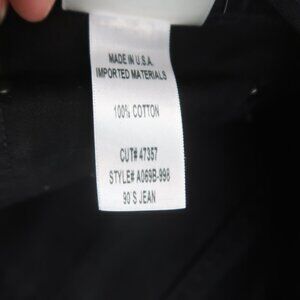 MADE IN U.S.A.
IMPORTED MATERIALS
100% COTTON
CUT# 47357
STYLE# A069B-998
90'S JEAN